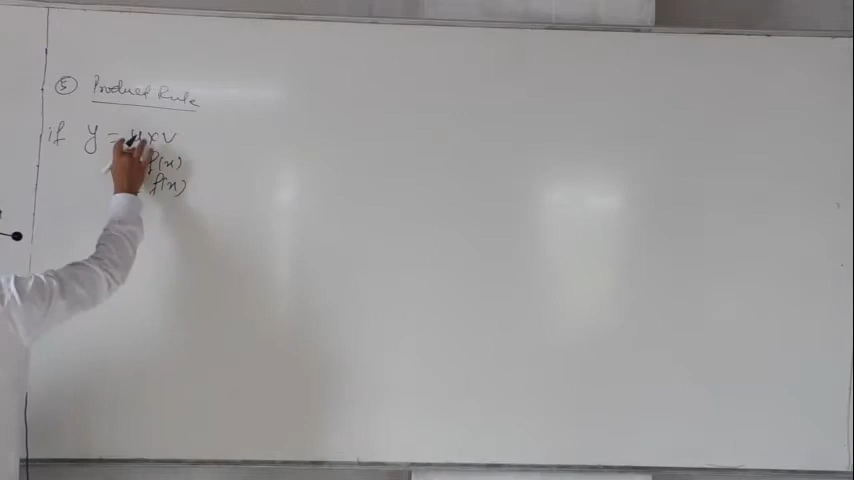 ⑤ Product Rule
if y = u x v
f(x)
= f(x)